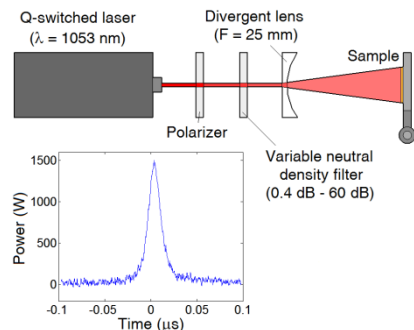 Q-switched laser
(λ = 1053 nm)
Divergent lens
(F = 25 mm)
Sample
Polarizer
Variable neutral
density filter
(0.4 dB - 60 dB)
1500
1000
500
0
Power (W)
-0.1
-0.05
0
0.05
0.1
Time (μs)